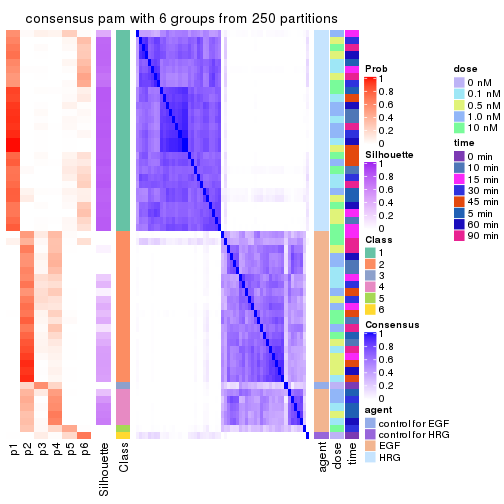 consensus pam with 6 groups from 250 partitions
Prob
1
0.8
0.6
0.4
0.2
0
Silhouette
1
0.8
0.6
0.4
0.2
0
Class
1
2
3
4
5
6
Consensus
1
0.8
0.6
0.4
0.2
0
agent
control for EGF
control for HRG
EGF
HRG
dose
0 nM
0.1 nM
0.5 nM
1.0 nM
10 nM
time
0 min
10 min
15 min
30 min
45 min
5 min
60 min
90 min
p1
p2
p3
p4
p5
p6
Silhouette
Class
agent
dose
time